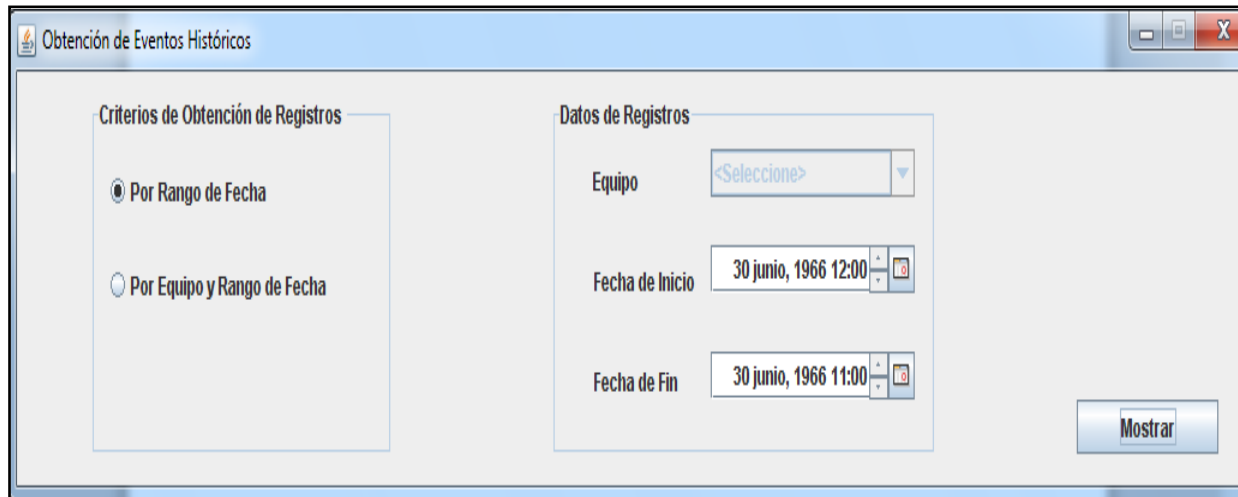 Obtención de Eventos Históricos
Criterios de Obtención de Registros
Por Rango de Fecha
Por Equipo y Rango de Fecha
Datos de Registros
Equipo
<Seleccione>
Fecha de Inicio
30 junio, 1966 12:00
Fecha de Fin
30 junio, 1966 11:00
Mostrar